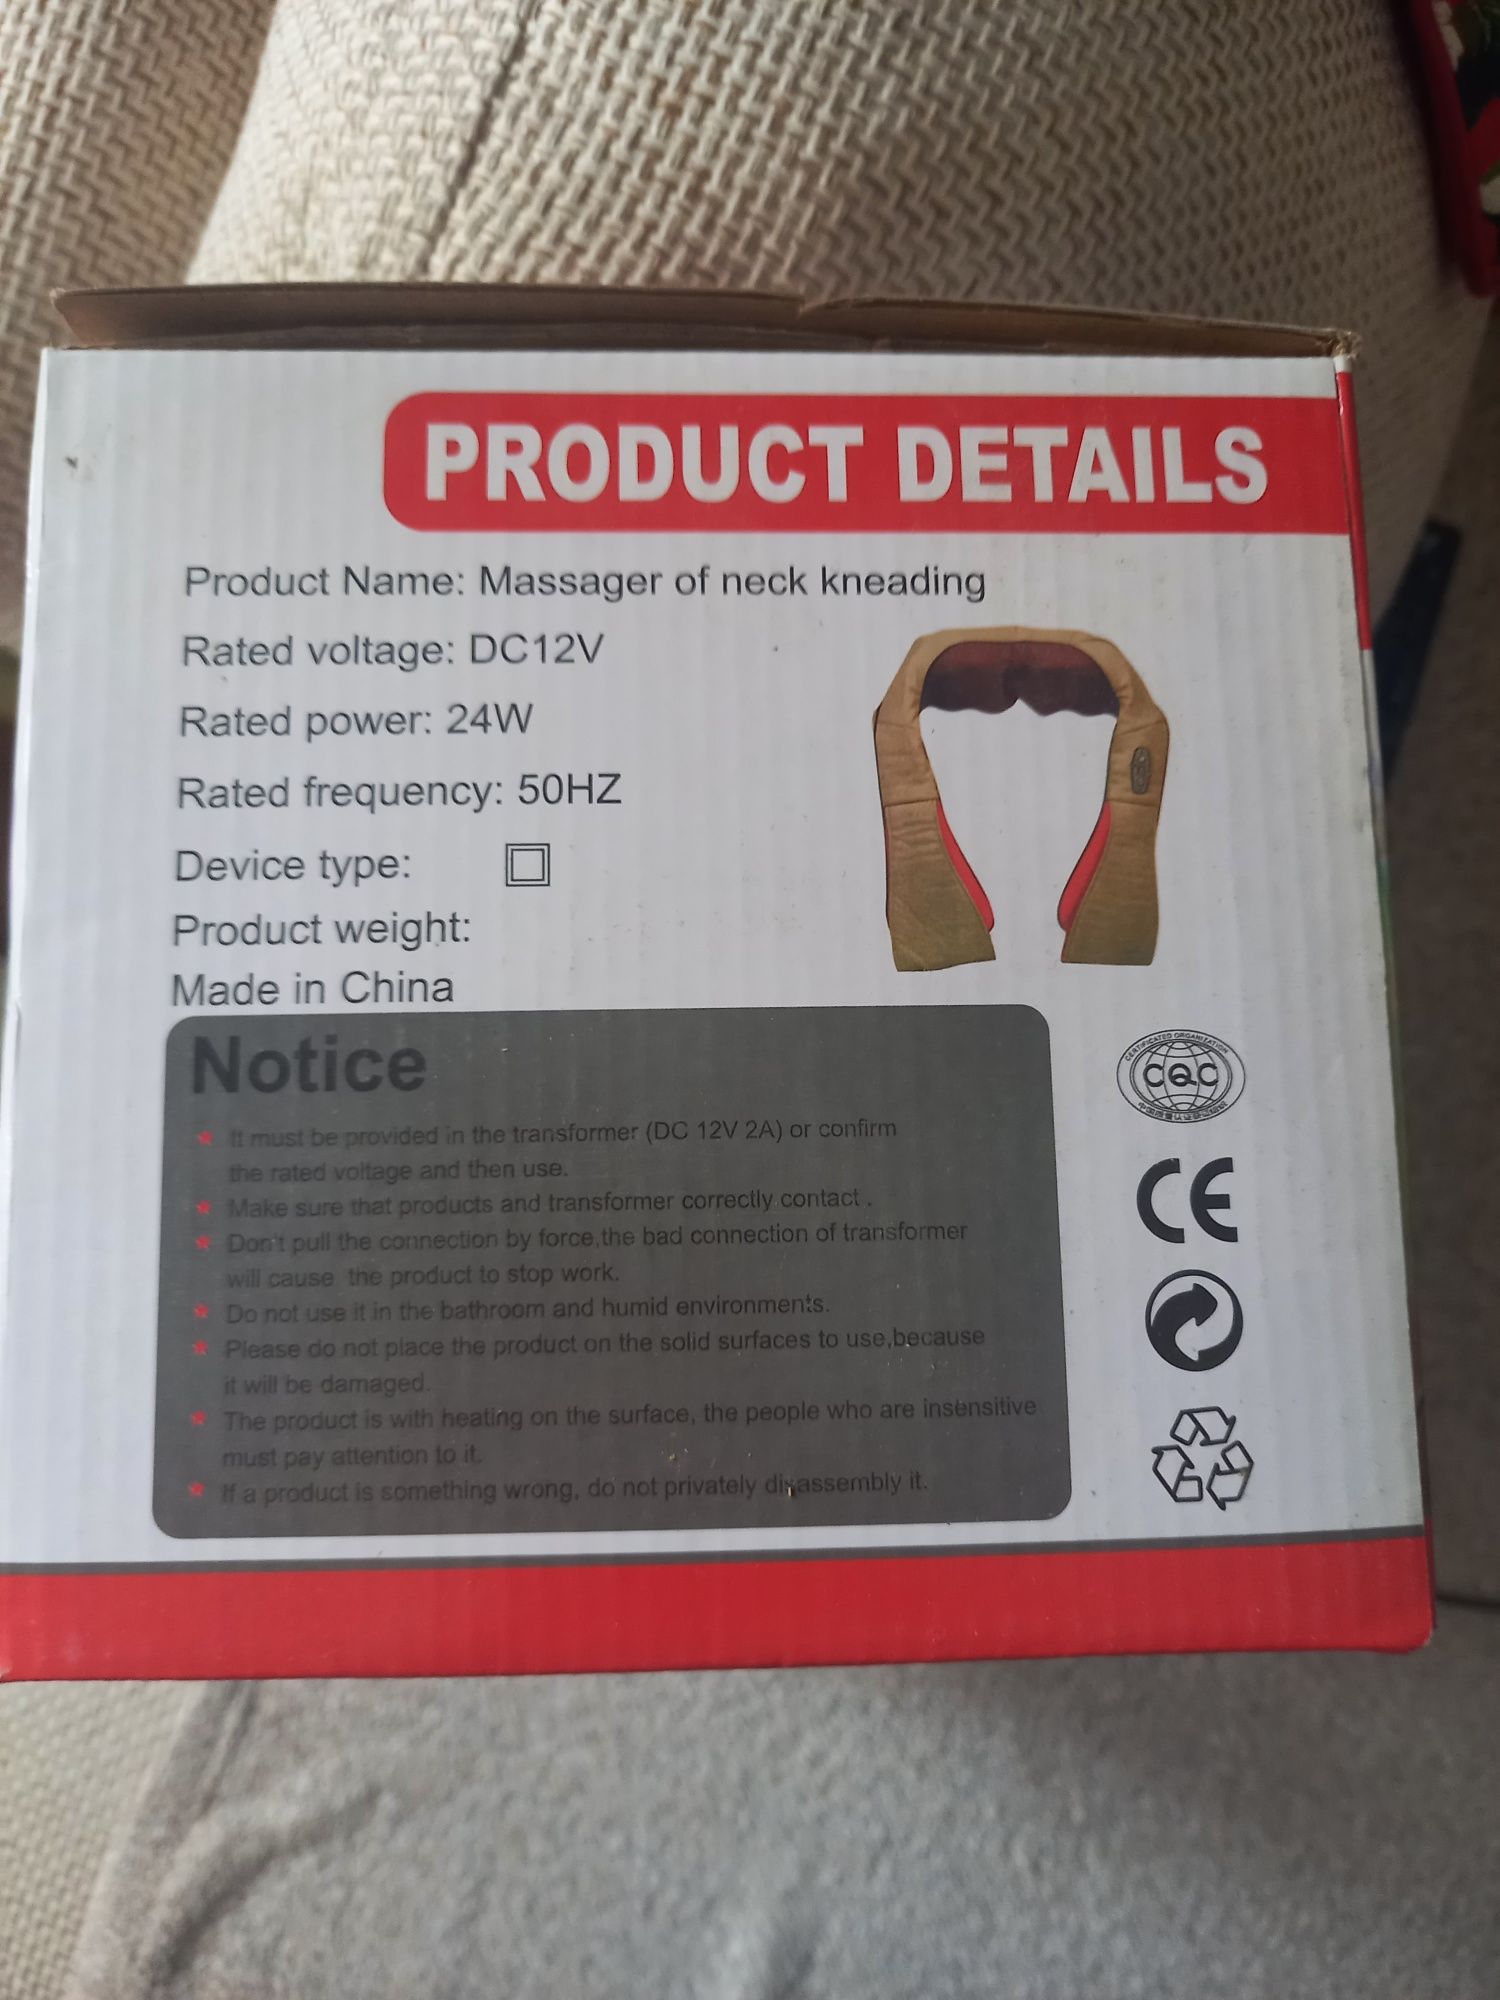 PRODUCT DETAILS
Product Name: Massager of neck kneading
Rated voltage: DC12V
Rated power: 24W
Rated frequency: 50HZ
Device type:
Product weight:
Made in China
Notice
It must be provided in the transformer (DC 12V 2A) or confirm
the rated voltage and then use.
Make sure that products and transformer correctly contact .
Don't pull the connection by force,the bad connection of transformer
will cause the product to stop work.
Do not use it in the bathroom and humid environments.
Please do not place the product on the solid surfaces to use,because
it will be damaged.
The product is with heating on the surface, the people who are insensitive
must pay attention to it.
If a product is something wrong, do not privately disassembly it.
CERTIFICATED ORGANIZATION
CQC
CE